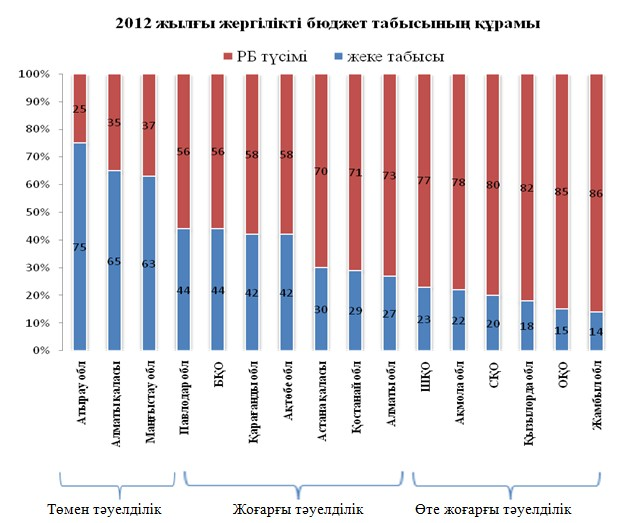 2012 жылғы жергілікті бюджет табысының құрамы
РБ түсімі жеке табысы
100%
90%
80%
70%
60%
50%
40%
30%
20%
10%
0%
25 35 37 56 56 58 58 70 71 73 77 78 80 82 85 86
75 65 63 44 44 42 42 30 29 27 23 22 20 18 15 14
Атырау обл
Алматы қаласы
Маңғыстау обл
Павлодар обл
БҚО
Қарағанды обл
Ақтөбе обл
Астана қаласы
Қостанай обл
Алматы обл
ШҚО
Ақмола обл
СҚО
Қызылорда обл
ОҚО
Жамбыл обл
Төмен тәуелділік Жоғарғы тәуелділік Өте жоғарғы тәуелділік